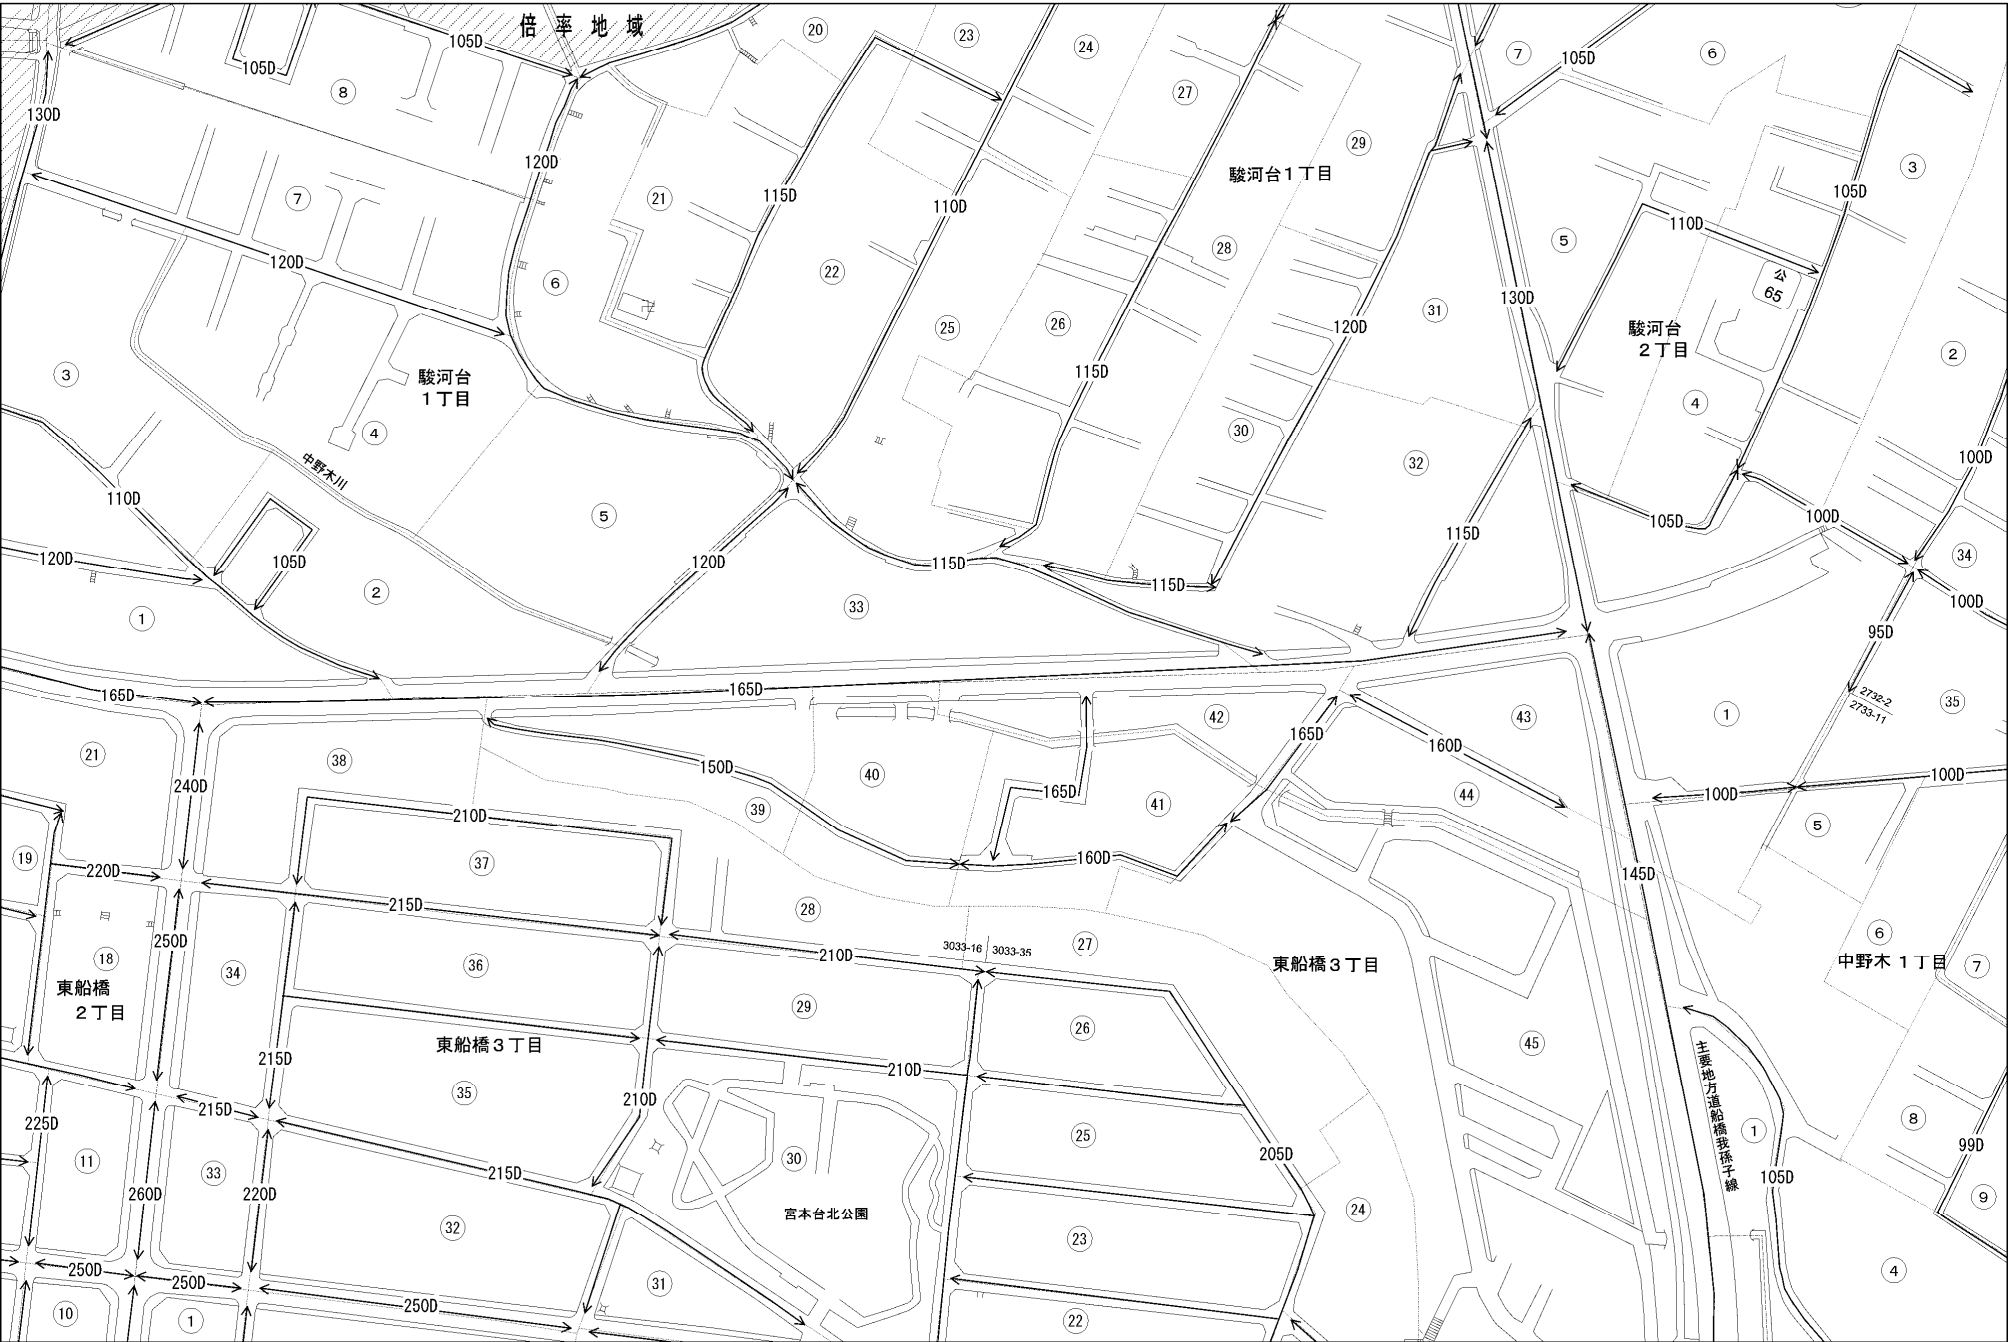 倍率地域
105D
20
23
24
7
6
105D
105D
8
27
130D
29
120D
駿河台1丁目
3
7
21
115D
110D
105D
110D
5
28
22
120D
6
公
65
130D
25
26
31
120D
駿河台
2丁目
2
115D
3
駿河台
1丁目
4
4
30
32
100D
中野木川
110D
5
100D
105D
115D
34
120D
105D
120D
115D
115D
2
100D
33
1
95D
165D
165D
2732-2
2733-11
35
42
43
1
165D
160D
21
38
150D
40
100D
240D
165D
44
100D
41
39
210D
5
19
37
160D
220D
145D
215D
28
6
250D
3033-16
3033-35
27
18
34
36
210D
東船橋3丁目
中野木1丁目
7
東船橋
2丁目
29
26
215D
東船橋3丁目
45
210D
主要地方道船橋我孫子線
35
210D
215D
225D
8
1
25
99D
11
33
215D
30
205D
105D
260D
220D
9
宮本台北公園
24
32
23
250D
250D
31
4
250D
10
1
22